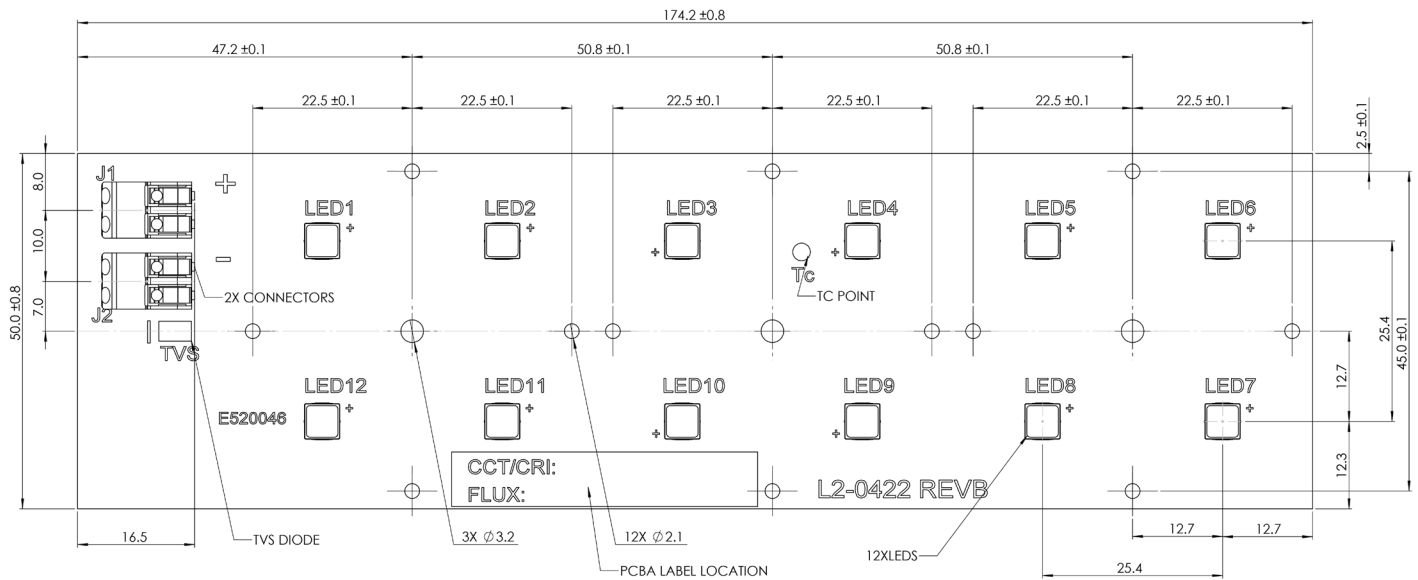 174.2 ±0.8
47.2 ±0.1
50.8 ±0.1
50.8 ±0.1
22.5 ±0.1
22.5 ±0.1
22.5 ±0.1
22.5 ±0.1
22.5 ±0.1
22.5 ±0.1
2.5 ±0.1
50.0 ±0.8
8.0
10.0
7.0
J1
+
-
J2
2X CONNECTORS
TVS
LED1
+
LED2
+
LED3
+
LED4
+
LED5
+
LED6
+
Tc
TC POINT
25.4
45.0 ±0.1
12.7
12.3
LED12
+
LED11
+
LED10
+
LED9
+
LED8
+
LED7
+
E520046
CCT/CRI:
FLUX:
L2-0422 REVB
16.5
TVS DIODE
3X ∅3.2
12X ∅2.1
PCBA LABEL LOCATION
12XLEDS
12.7
12.7
25.4